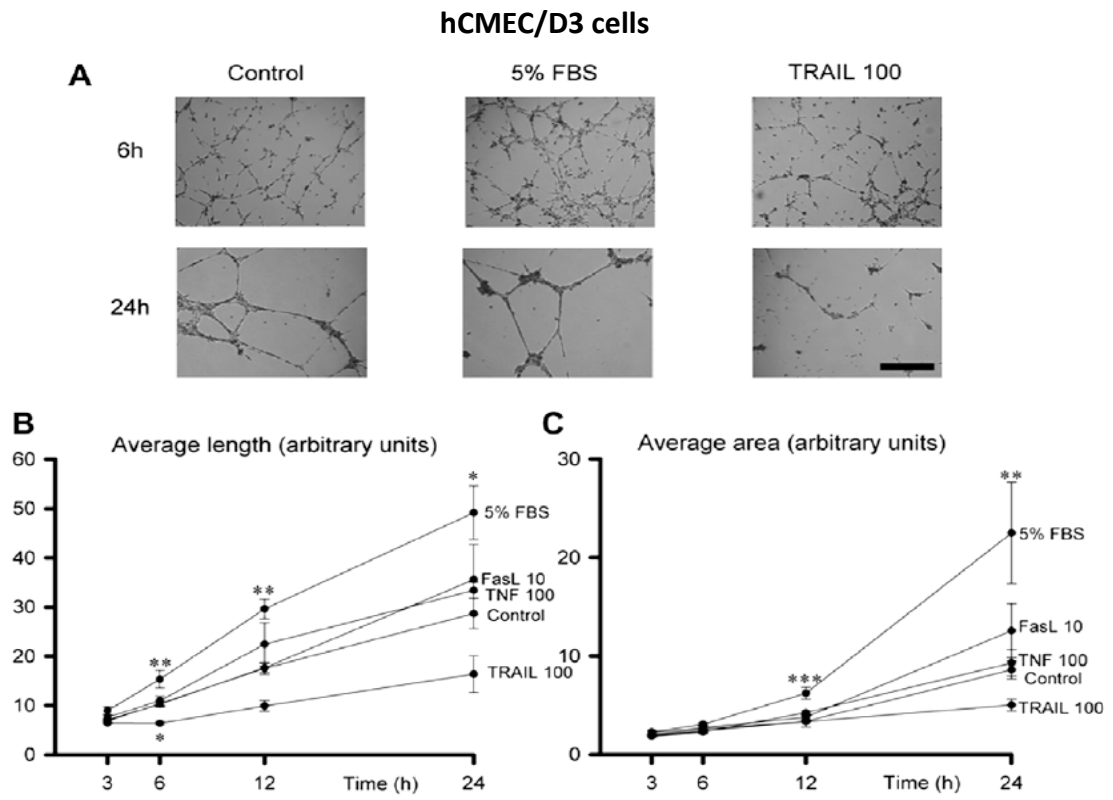 hCMEC/D3 cells
A
Control 5% FBS TRAIL 100
6h
24h
B
Average length (arbitrary units)
60
50
40
30
20
10
0
3 6 12 Time (h) 24
*
**
**
*
5% FBS
FasL 10
TNF 100
Control
TRAIL 100
C
Average area (arbitrary units)
30
20
10
0
3 6 12 Time (h) 24
**
***
5% FBS
FasL 10
TNF 100
Control
TRAIL 100